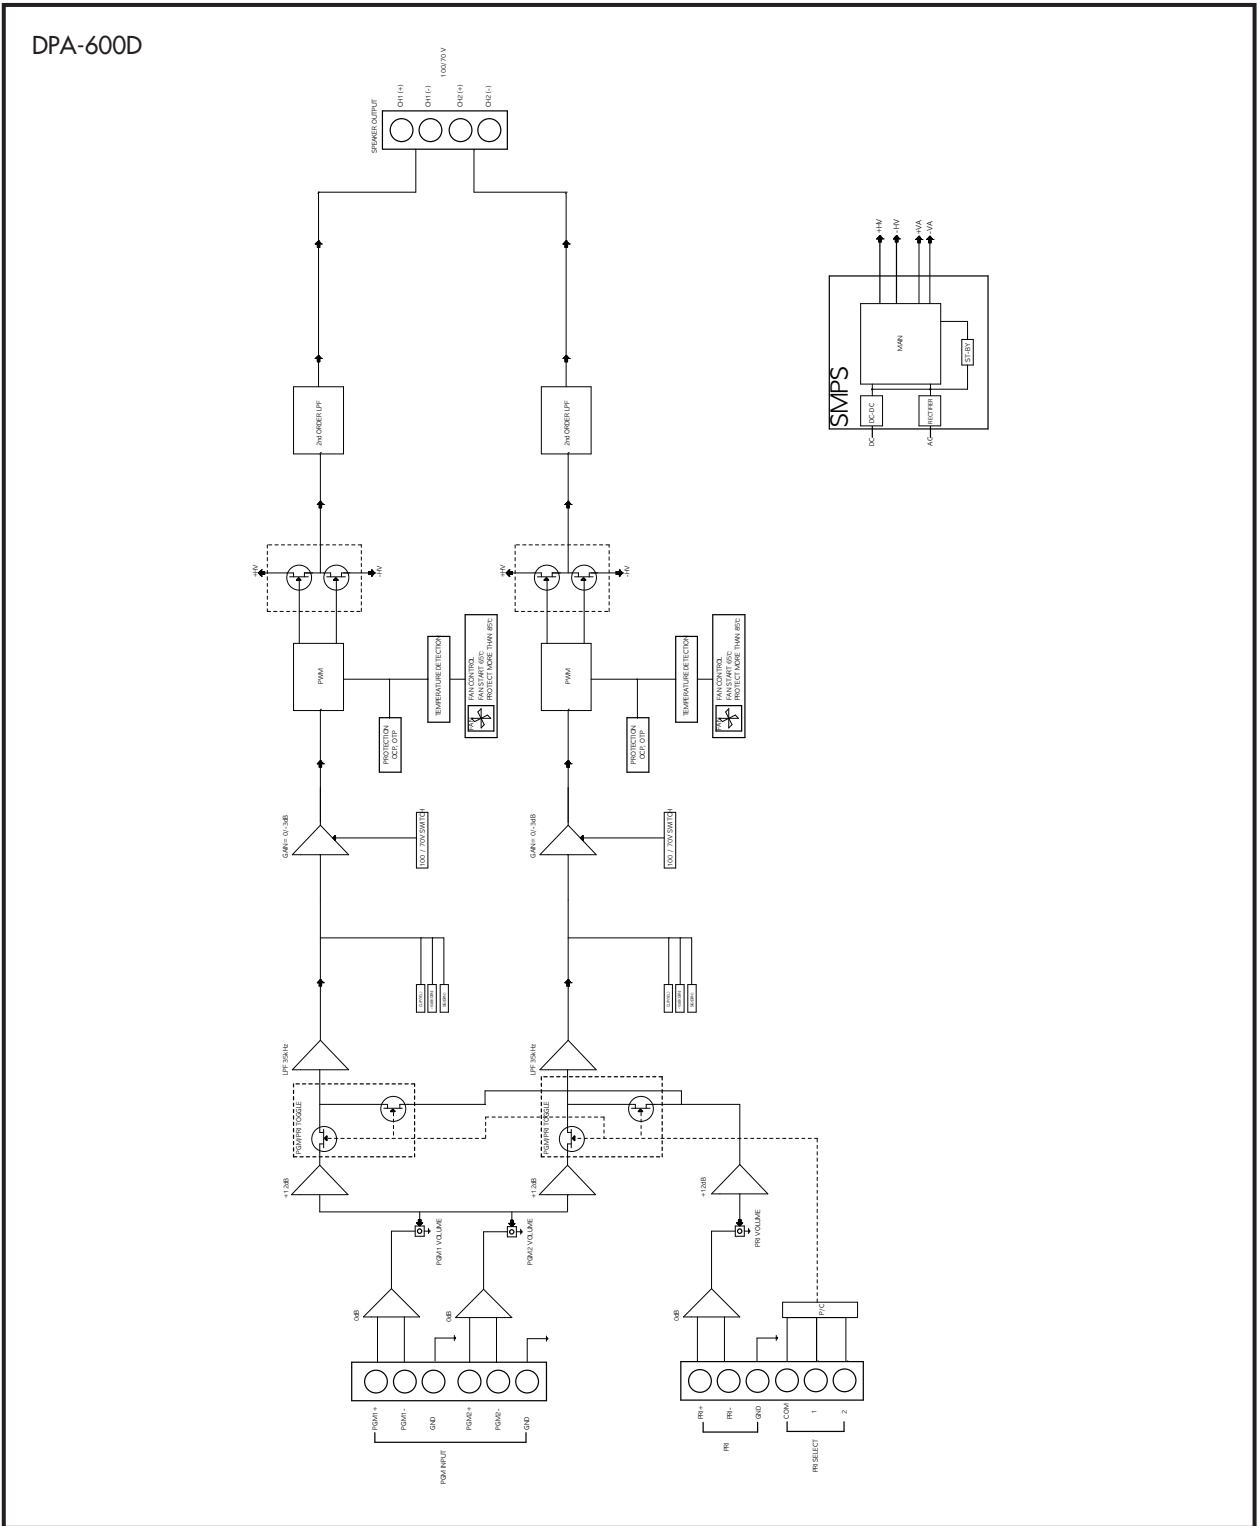 DPA-600D
SPEAKER OUTPUT
CH1 (+)
CH1 (-)
CH2 (+)
CH2 (-)
100/70 V
2nd ORDER LPF
2nd ORDER LPF
+HV
-HV
+HV
-HV
PWM
PWM
PROTECTION
OCP, OTP
TEMPERATURE DETECTION
FAN
FAN CONTROL
FAN START 65℃
PROTECT MORE THAN 85℃
PROTECTION
OCP, OTP
TEMPERATURE DETECTION
FAN
FAN CONTROL
FAN START 65℃
PROTECT MORE THAN 85℃
GAIN= 0/-3dB
100 / 70V SWITCH
GAIN= 0/-3dB
100 / 70V SWITCH
LPF 35kHz
LPF 35kHz
PGM/PRI TOGGLE
PGM/PRI TOGGLE
+12dB
+12dB
+12dB
PGM1 VOLUME
PGM2 VOLUME
PRI VOLUME
0dB
0dB
0dB
P/C
PGM1+
PGM1-
GND
PGM2+
PGM2-
GND
PGM INPUT
PRI+
PRI-
GND
COM
1
2
PRI
PRI SELECT
SMPS
+HV
-HV
+VA
-VA
MAIN
ST-BY
DC-DC
RECTIFIER
DC
AC